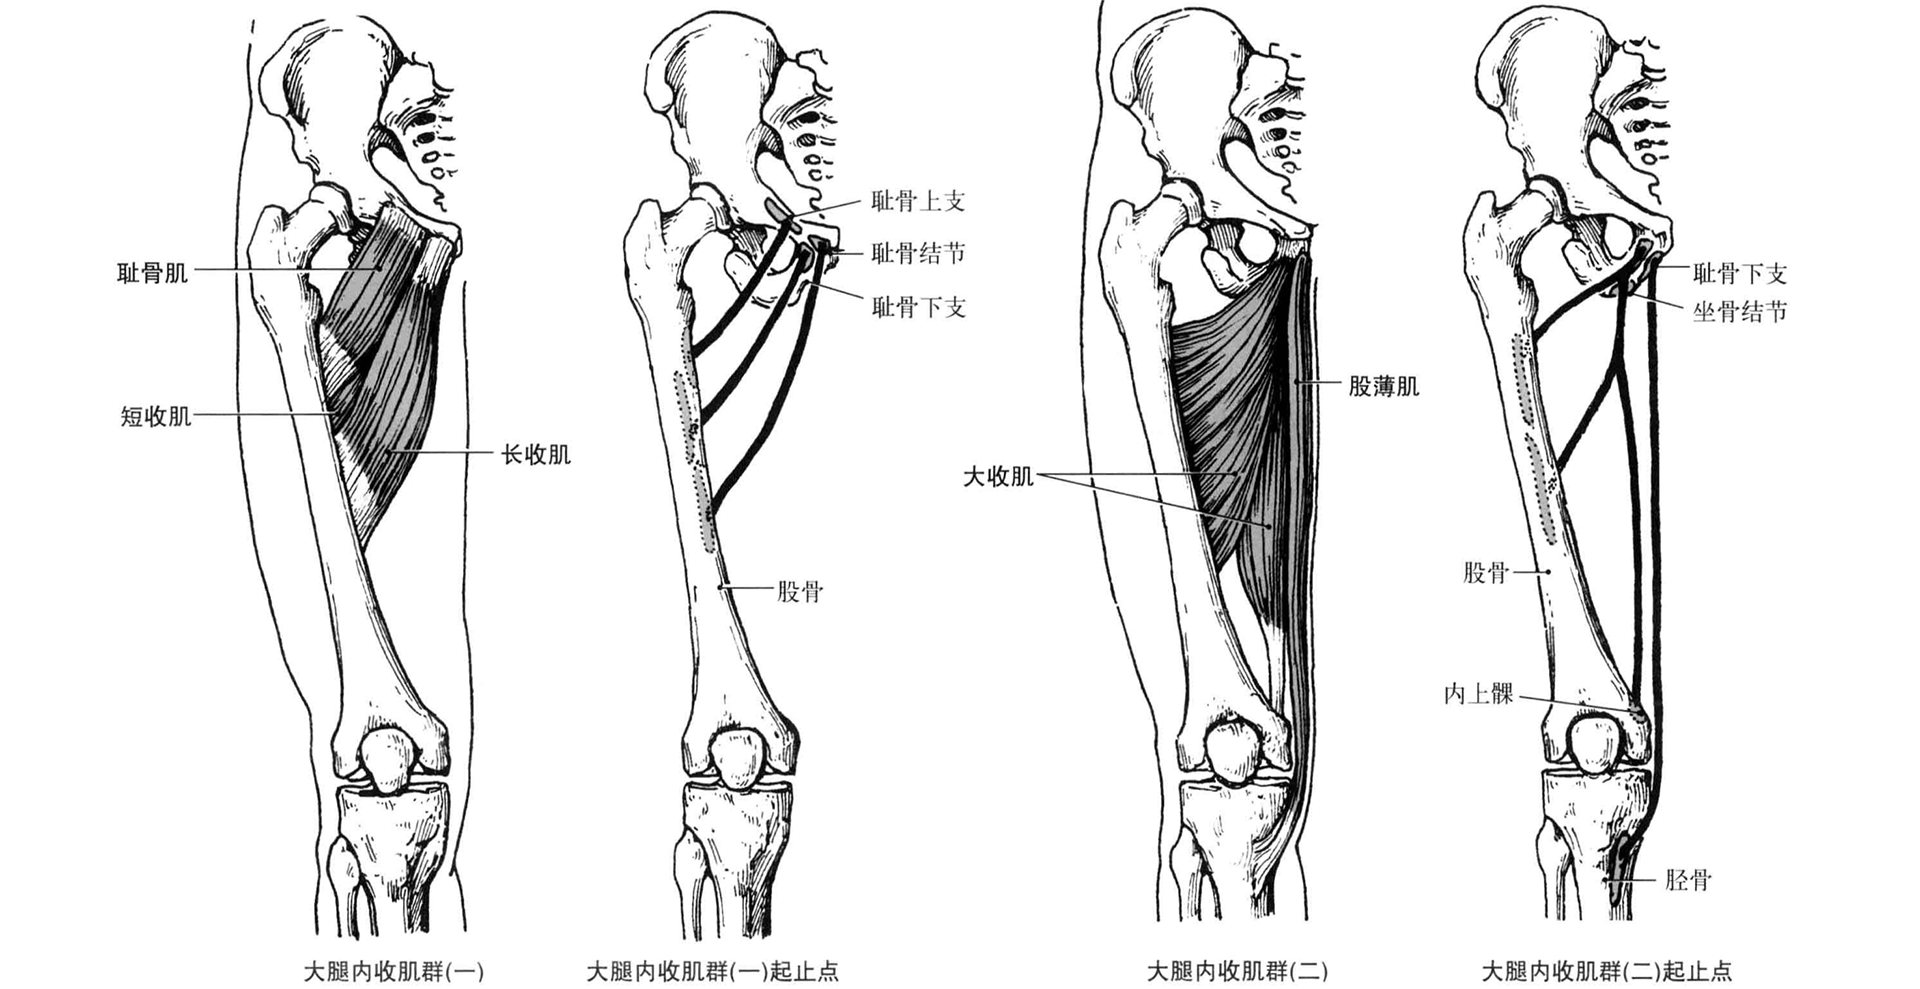 耻骨肌
短收肌
长收肌
大腿内收肌群(一)
耻骨上支
耻骨结节
耻骨下支
股骨
大腿内收肌群(一)起止点
股薄肌
大收肌
大腿内收肌群(二)
耻骨下支
坐骨结节
股骨
内上髁
胫骨
大腿内收肌群(二)起止点